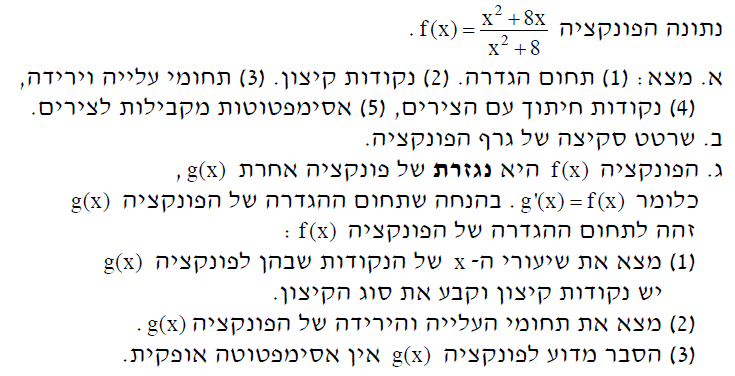 נתונה הפונקציה f(x) = (x² + 8x)/(x² + 8) .
א. מצא: (1) תחום הגדרה. (2) נקודות קיצון. (3) תחומי עלייה וירידה,
(4) נקודות חיתוך עם הצירים, (5) אסימפטוטות מקבילות לצירים.
ב. שרטט סקיצה של גרף הפונקציה.
ג. הפונקציה f(x) היא נגזרת של פונקציה אחרת g(x) ,
כלומר g'(x) = f(x) . בהנחה שתחום ההגדרה של הפונקציה g(x)
זהה לתחום ההגדרה של הפונקציה f(x) :
(1) מצא את שיעורי ה- x של הנקודות שבהן לפונקציה g(x)
יש נקודות קיצון וקבע את סוג הקיצון.
(2) מצא את תחומי העלייה והירידה של הפונקציה g(x) .
(3) הסבר מדוע לפונקציה g(x) אין אסימפטוטה אופקית.